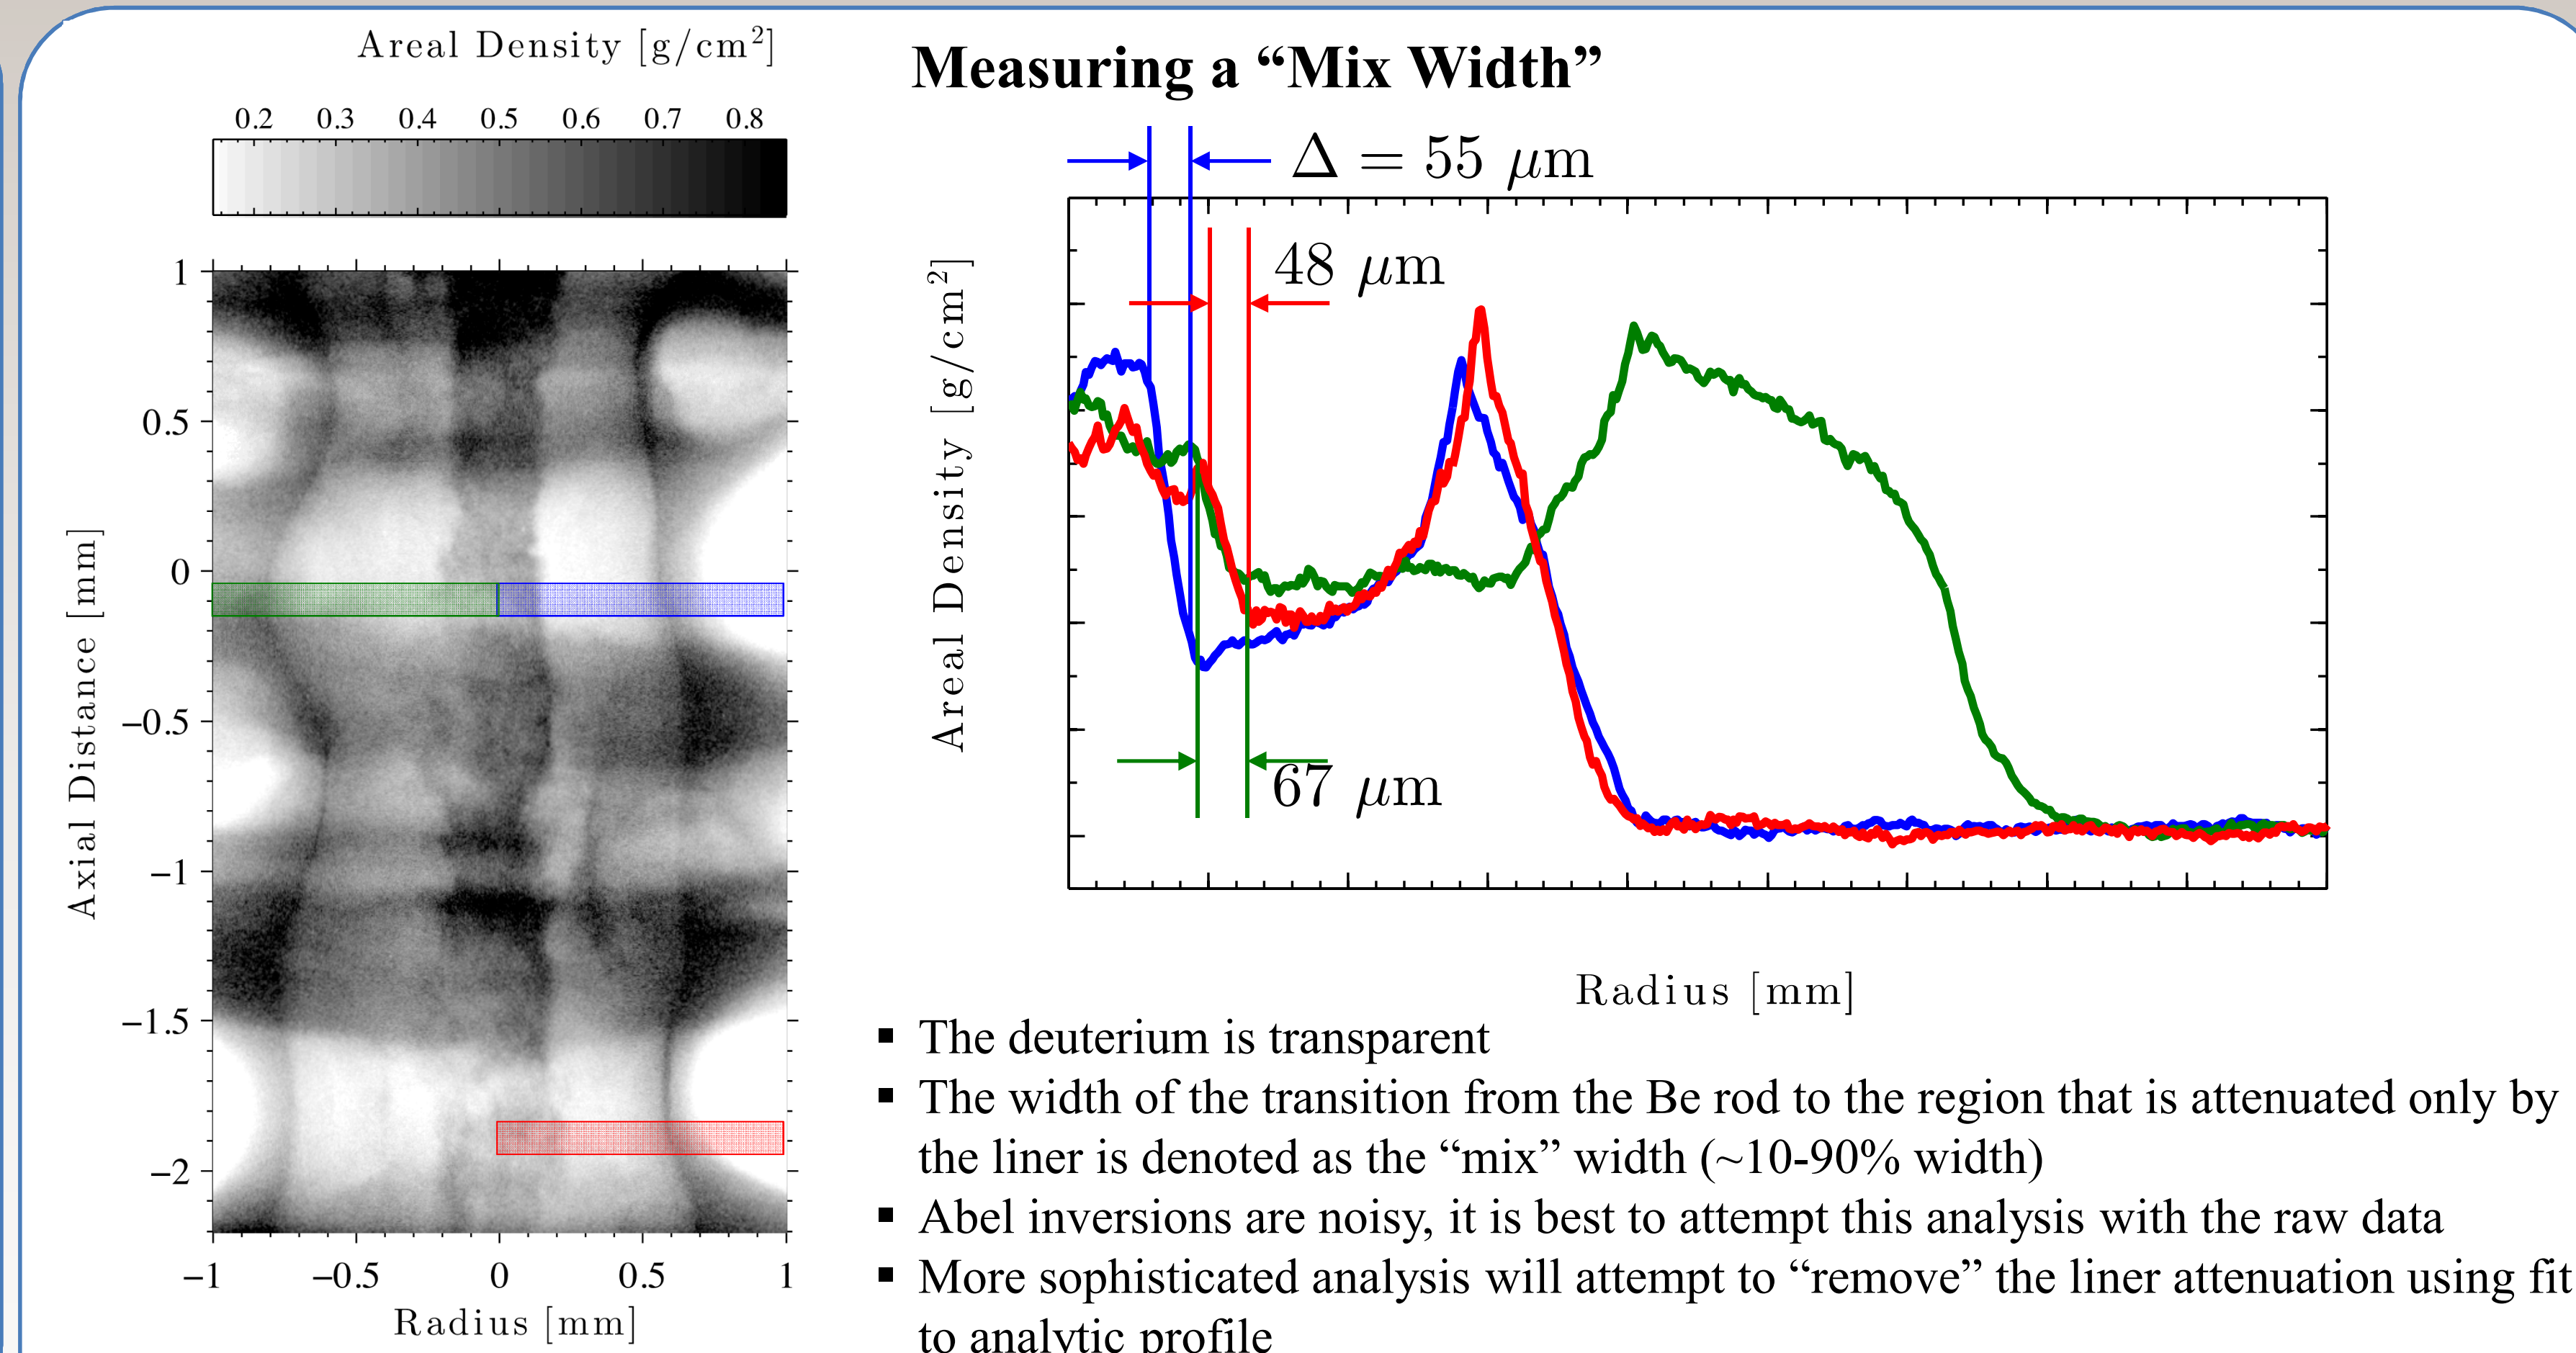 Areal Density [g/cm²]
0.2 0.3 0.4 0.5 0.6 0.7 0.8
1
0.5
0
−0.5
−1
−1.5
−2
Axial Distance [mm]
−1 −0.5 0 0.5 1
Radius [mm]
Measuring a “Mix Width”
Δ = 55 μm
48 μm
67 μm
Areal Density [g/cm²]
Radius [mm]
▪ The deuterium is transparent
▪ The width of the transition from the Be rod to the region that is attenuated only by
the liner is denoted as the “mix” width (~10-90% width)
▪ Abel inversions are noisy, it is best to attempt this analysis with the raw data
▪ More sophisticated analysis will attempt to “remove” the liner attenuation using fit
to analytic profile